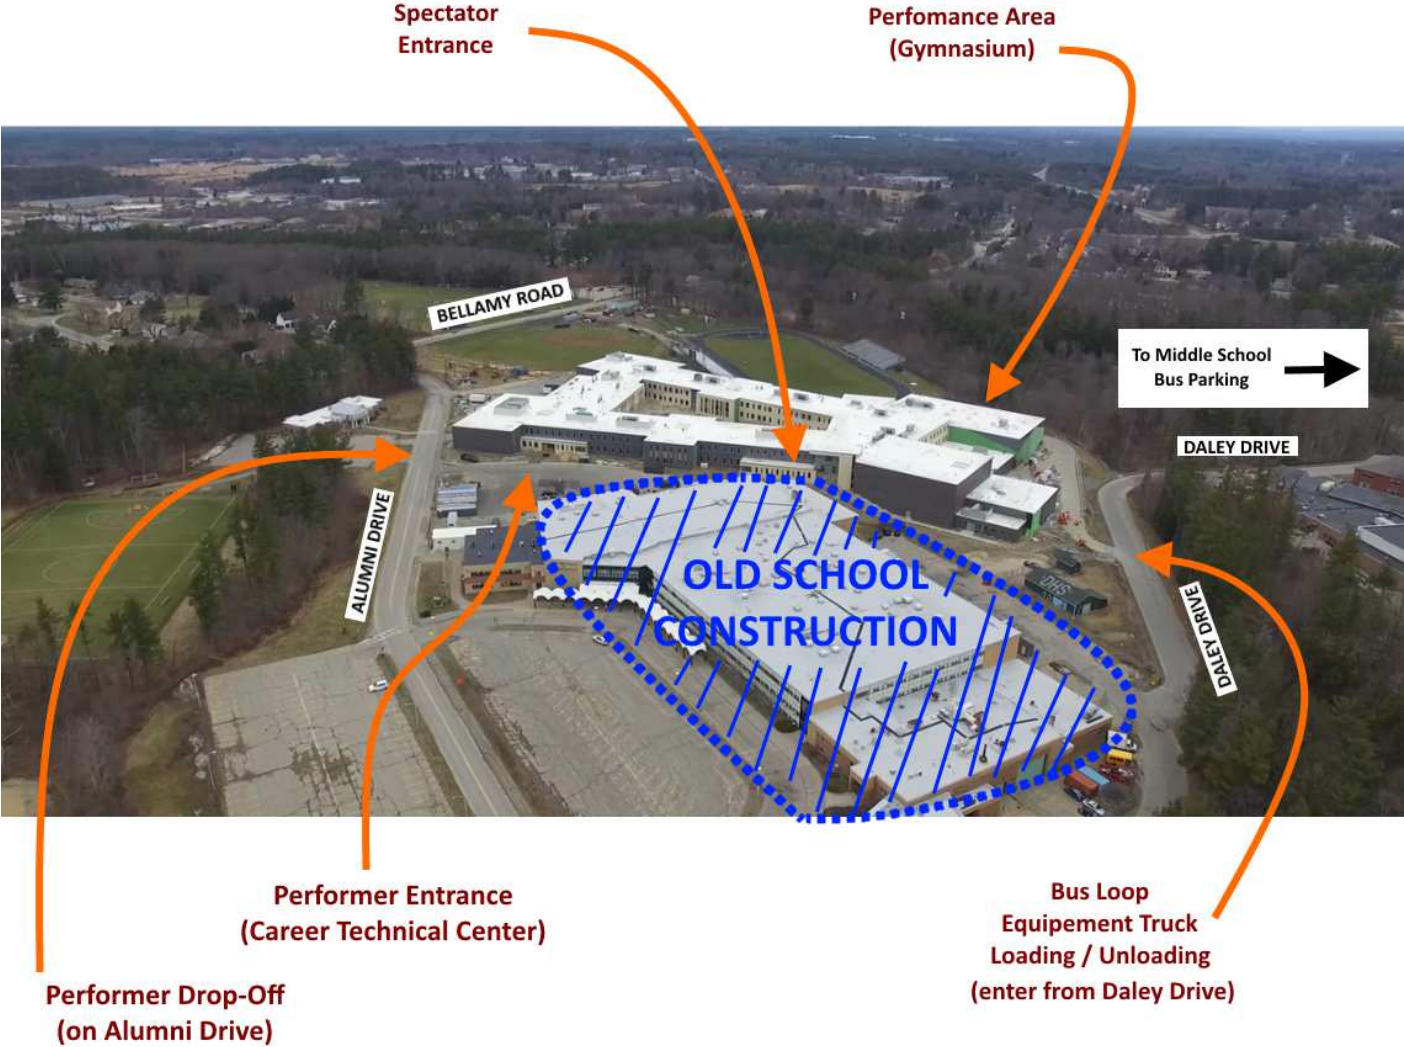 Spectator
Entrance
Perfomance Area
(Gymnasium)
BELLAMY ROAD
To Middle School
Bus Parking
DALEY DRIVE
ALUMNI DRIVE
OLD SCHOOL
CONSTRUCTION
DHS
DALEY DRIVE
Performer Entrance
(Career Technical Center)
Bus Loop
Equipement Truck
Loading / Unloading
(enter from Daley Drive)
Performer Drop-Off
(on Alumni Drive)